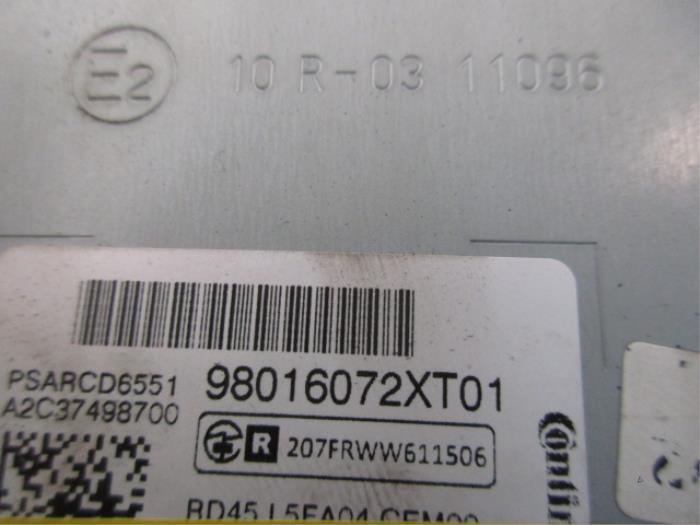 E2 10 R-03 11096
PSARCD6551 98016072XT01
A2C37498700
R 207FRWW611506